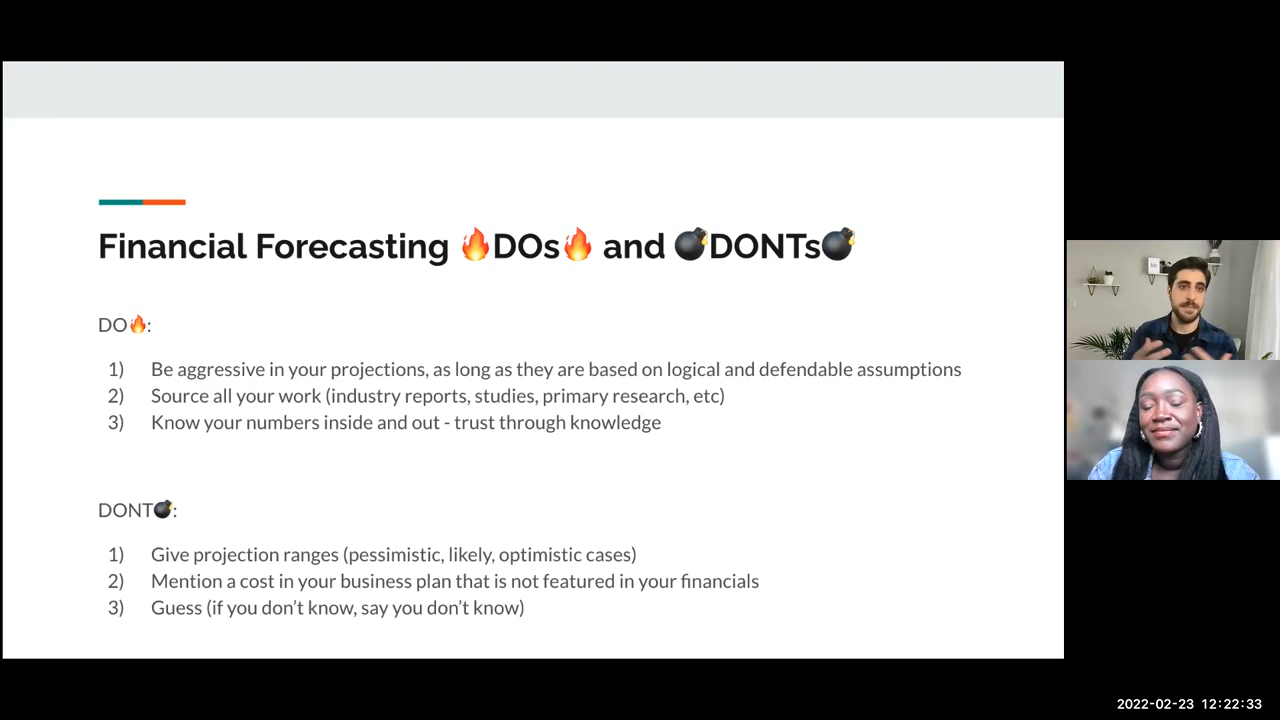 Financial Forecasting 🔥DOs🔥 and 💣DONTs💣
DO🔥:
1) Be aggressive in your projections, as long as they are based on logical and defendable assumptions
2) Source all your work (industry reports, studies, primary research, etc)
3) Know your numbers inside and out - trust through knowledge
DONT💣:
1) Give projection ranges (pessimistic, likely, optimistic cases)
2) Mention a cost in your business plan that is not featured in your financials
3) Guess (if you don't know, say you don't know)
2022-02-23 12:22:33